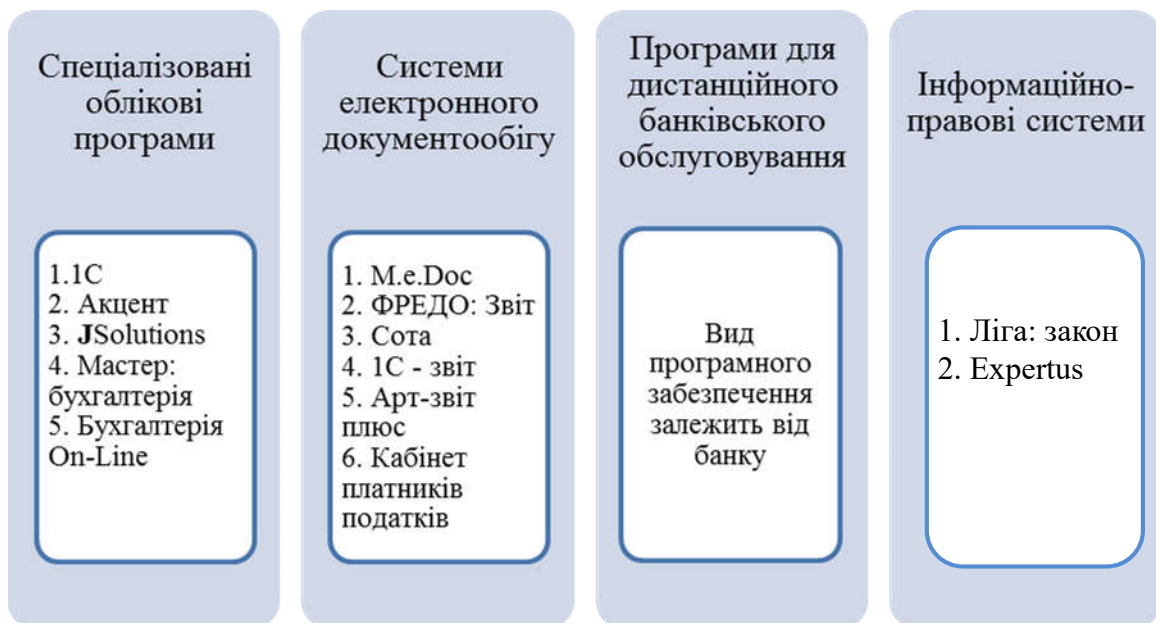 Спеціалізовані
облікові
програми
1.1С
2. Акцент
3. JSolutions
4. Мастер:
бухгалтерія
5. Бухгалтерія
On-Line
Системи
електронного
документообігу
1. M.e.Doc
2. ФРЕДО: Звіт
3. Сота
4. 1С - звіт
5. Арт-звіт
плюс
6. Кабінет
платників
податків
Програми для
дистанційного
банківського
обслуговування
Вид
програмного
забезпечення
залежить від
банку
Інформаційно-
правові системи
1. Ліга: закон
2. Expertus